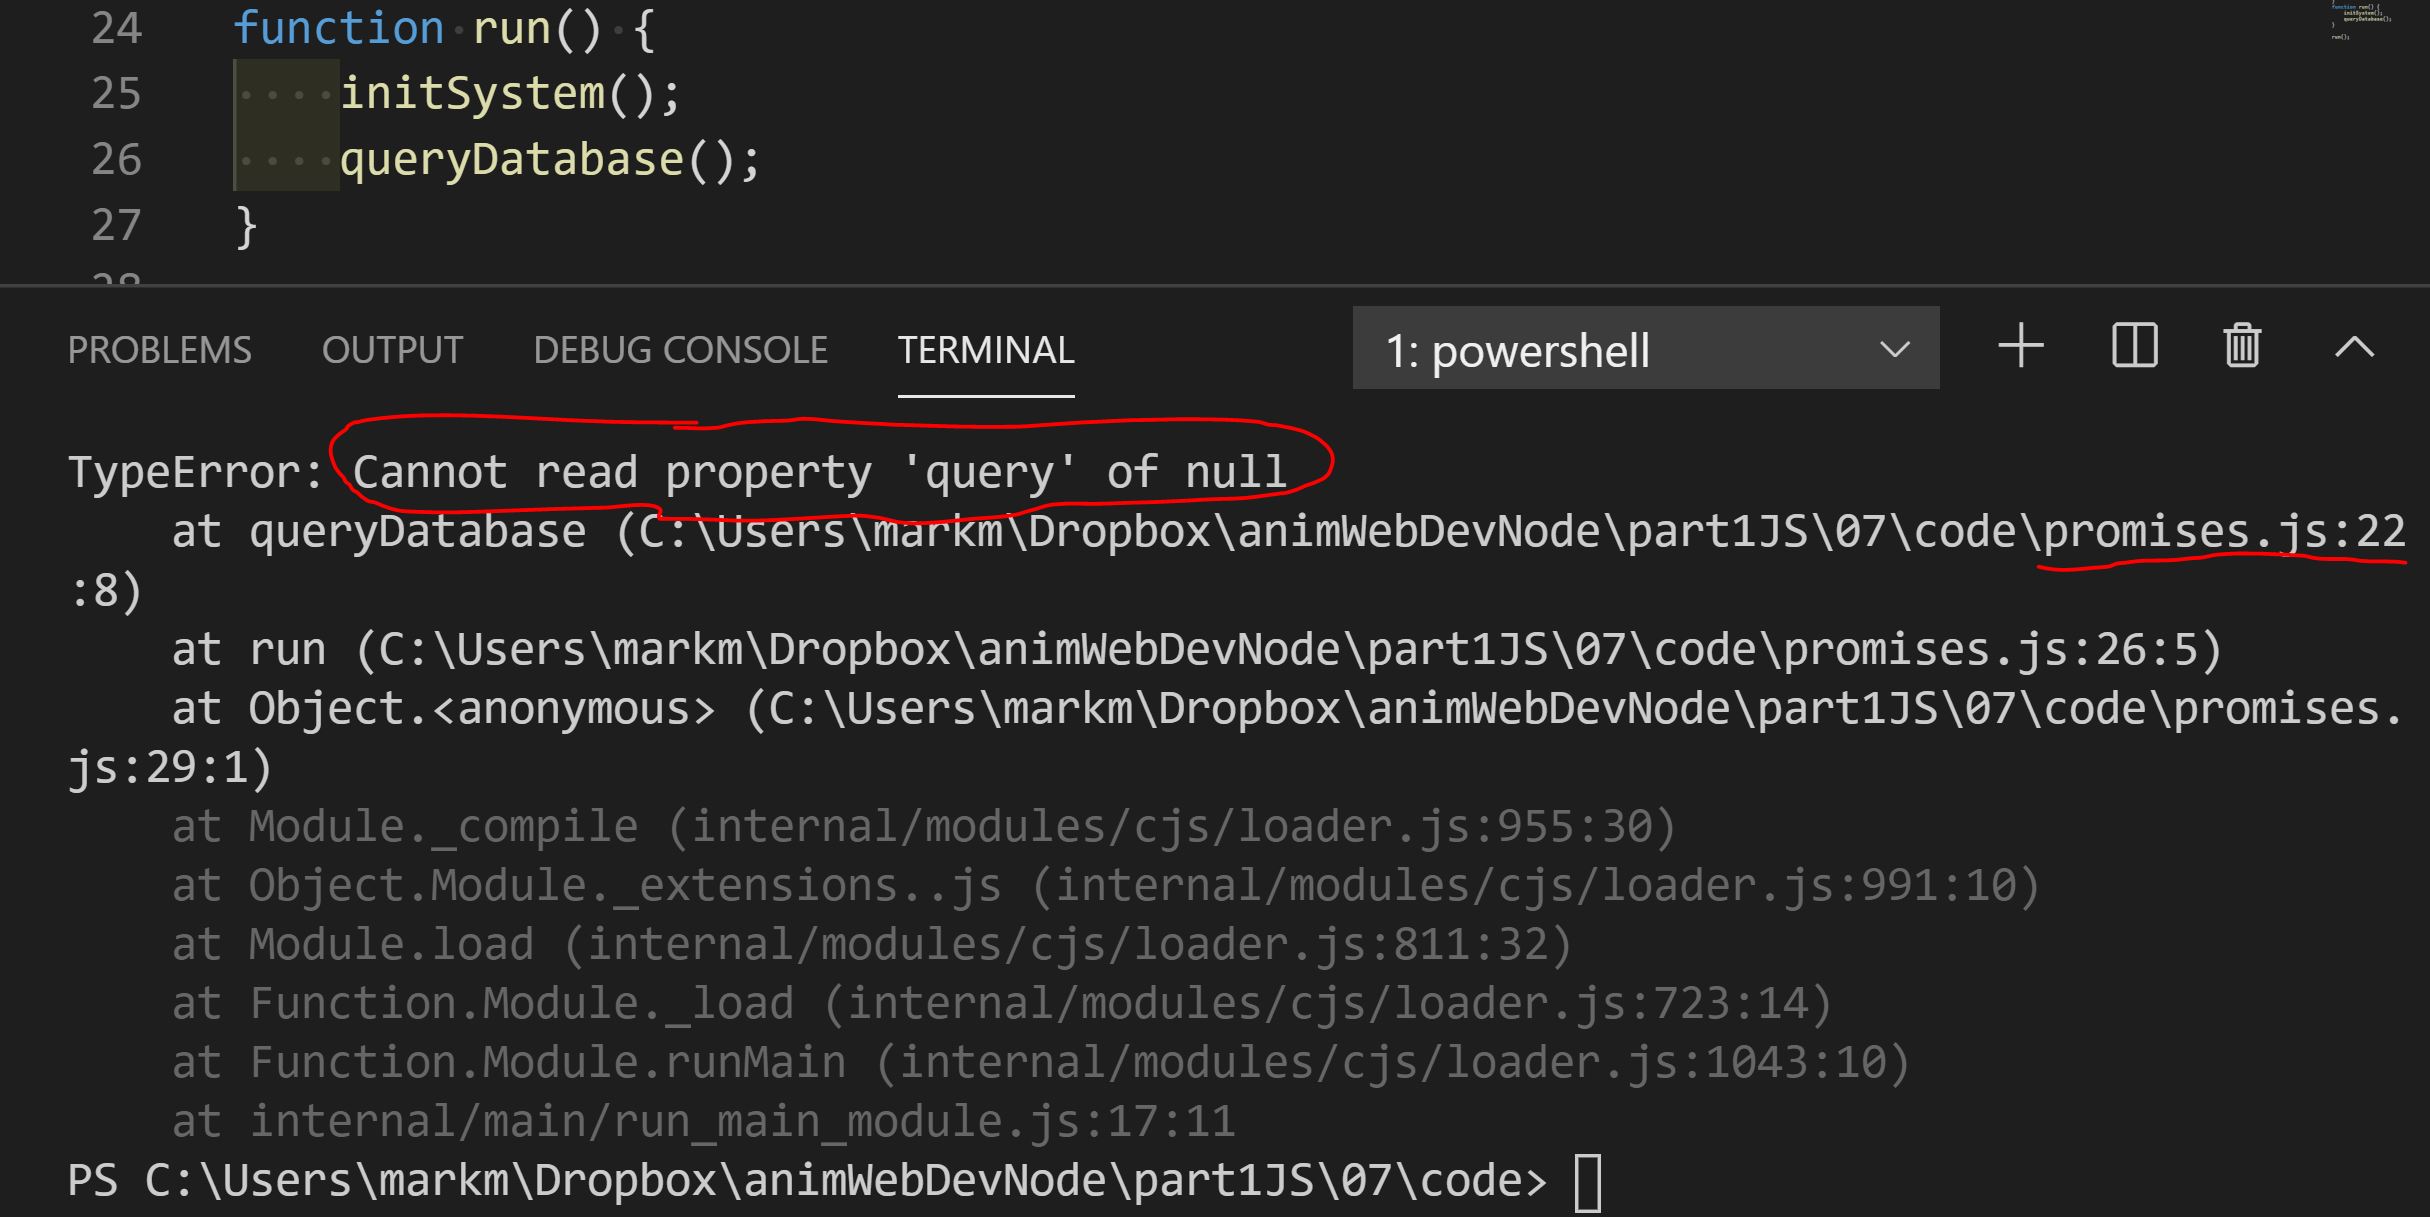 24 function run() {
25 initSystem();
26 queryDatabase();
27 }
28
function run() {
initSystem();
queryDatabase();
}
run();
PROBLEMS OUTPUT DEBUG CONSOLE TERMINAL 1: powershell
TypeError: Cannot read property 'query' of null
at queryDatabase (C:\Users\markm\Dropbox\animWebDevNode\part1JS\07\code\promises.js:22
:8)
at run (C:\Users\markm\Dropbox\animWebDevNode\part1JS\07\code\promises.js:26:5)
at Object.<anonymous> (C:\Users\markm\Dropbox\animWebDevNode\part1JS\07\code\promises.
js:29:1)
at Module._compile (internal/modules/cjs/loader.js:955:30)
at Object.Module._extensions..js (internal/modules/cjs/loader.js:991:10)
at Module.load (internal/modules/cjs/loader.js:811:32)
at Function.Module._load (internal/modules/cjs/loader.js:723:14)
at Function.Module.runMain (internal/modules/cjs/loader.js:1043:10)
at internal/main/run_main_module.js:17:11
PS C:\Users\markm\Dropbox\animWebDevNode\part1JS\07\code>